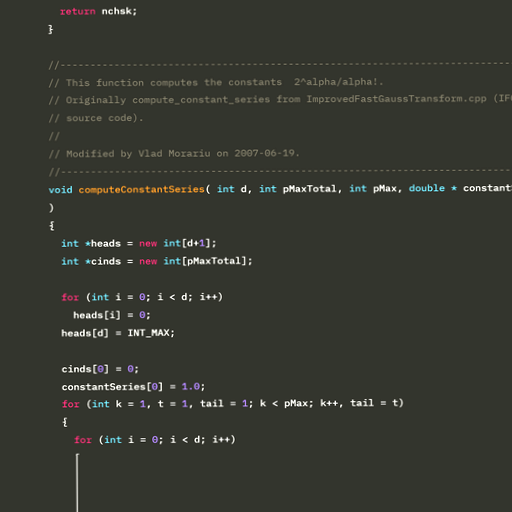 return nchsk;
}
//---------------------------------------------------------------------------
// This function computes the constants  2^alpha/alpha!.
// Originally compute_constant_series from ImprovedFastGaussTransform.cpp
// source code).
//
// Modified by Vlad Morariu on 2007-06-19.
//---------------------------------------------------------------------------
void computeConstantSeries( int d, int pMaxTotal, int pMax, double * constant
)
{
int *heads = new int[d+1];
int *cinds = new int[pMaxTotal];
for (int i = 0; i < d; i++)
heads[i] = 0;
heads[d] = INT_MAX;
cinds[0] = 0;
constantSeries[0] = 1.0;
for (int k = 1, t = 1, tail = 1; k < pMax; k++, tail = t)
{
for (int i = 0; i < d; i++)